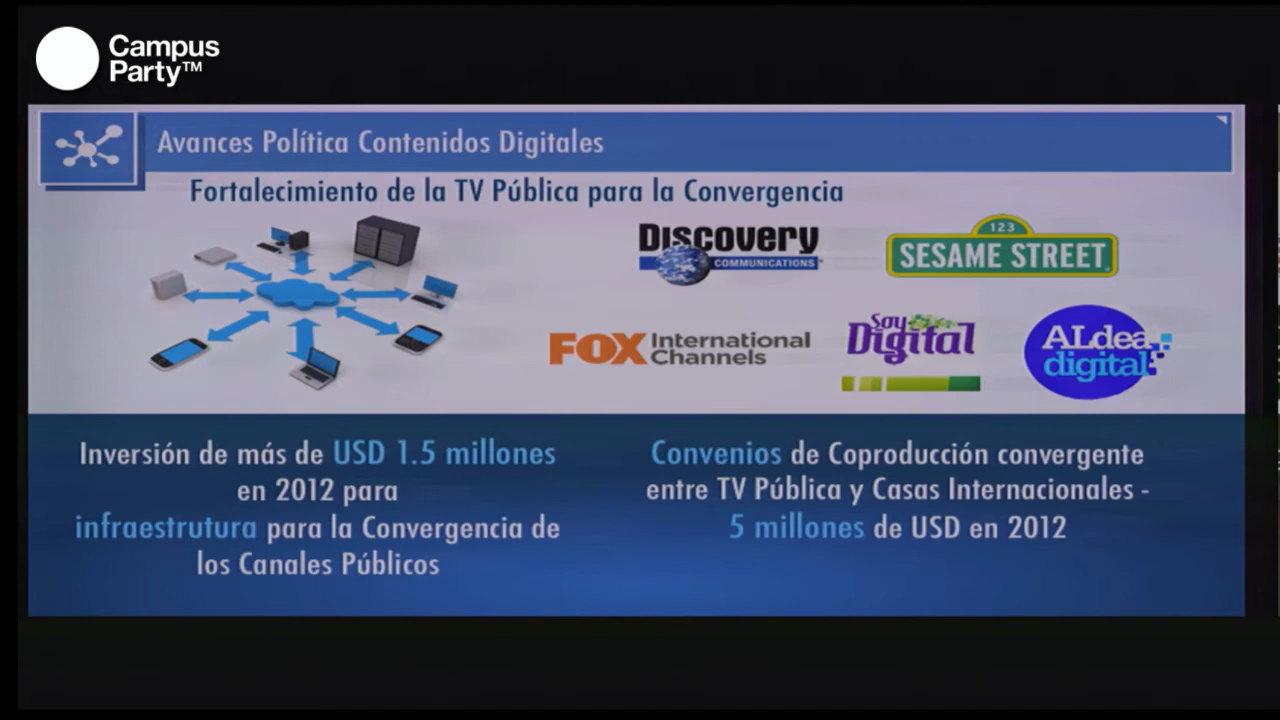 Campus
Party™
Avances Política Contenidos Digitales
Fortalecimiento de la TV Pública para la Convergencia
Discovery
COMMUNICATIONS
123
SESAME STREET
FOX International
Channels
Soy
Digital
ALdea
digital
Inversión de más de USD 1.5 millones
en 2012 para
infraestrutura para la Convergencia de
los Canales Públicos
Convenios de Coproducción convergente
entre TV Pública y Casas Internacionales -
5 millones de USD en 2012